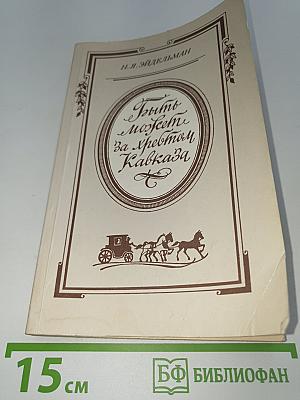 Н.Я. ЭЙДЕЛЬМАН
Быть
может
за хребтом
Кавказа
15 см
БФ БИБЛИОФАН